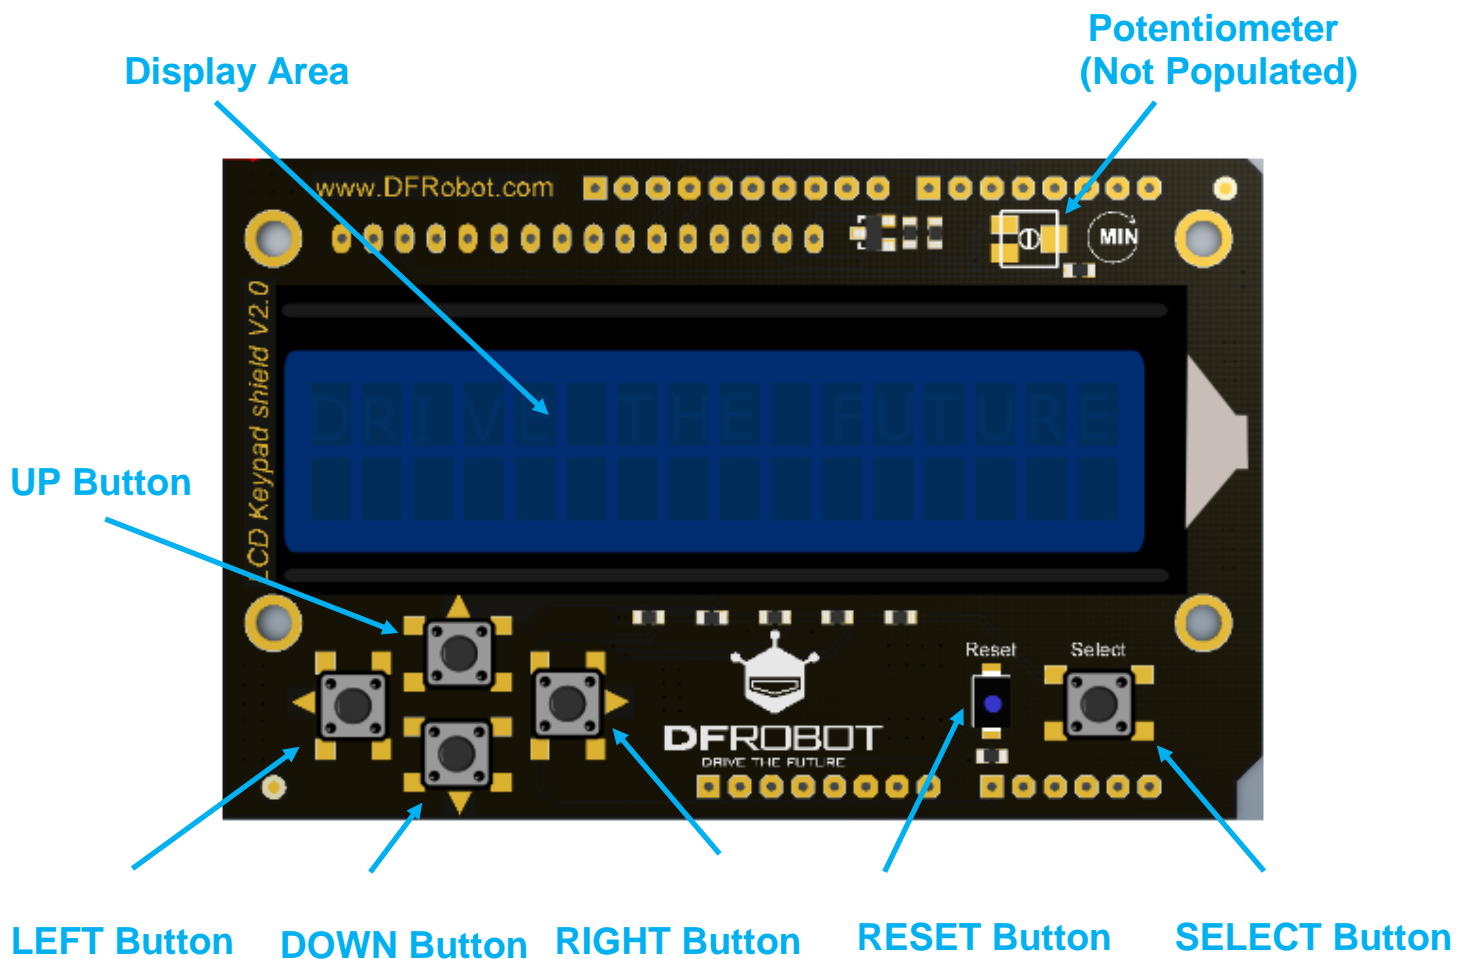 Potentiometer
(Not Populated)
Display Area
www.DFRobot.com
MIN
LCD Keypad shield V2.0
DRIVE THE FUTURE
UP Button
Reset
Select
DFROBOT
DRIVE THE FUTURE
LEFT Button
DOWN Button
RIGHT Button
RESET Button
SELECT Button